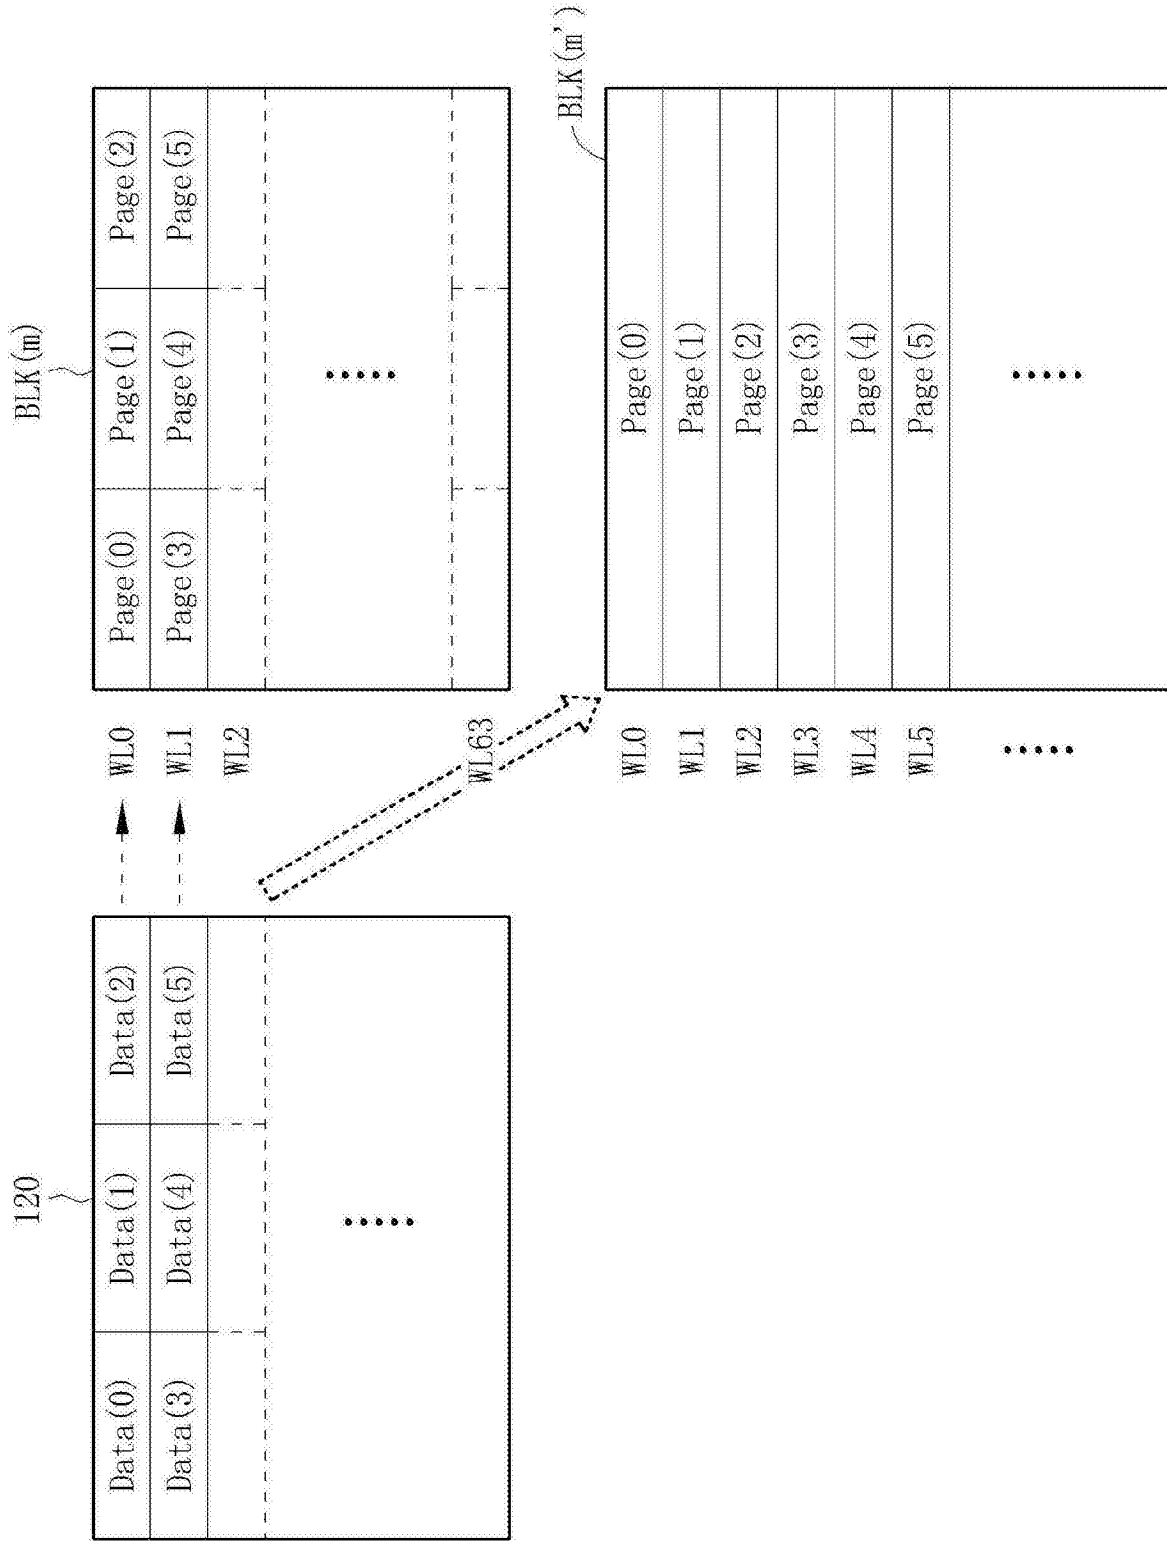 120
Data(0) Data(1) Data(2)
Data(3) Data(4) Data(5)
BLK(m)
WL0 Page(0) Page(1) Page(2)
WL1 Page(3) Page(4) Page(5)
WL2
WL63
BLK(m')
WL0 Page(0)
WL1 Page(1)
WL2 Page(2)
WL3 Page(3)
WL4 Page(4)
WL5 Page(5)